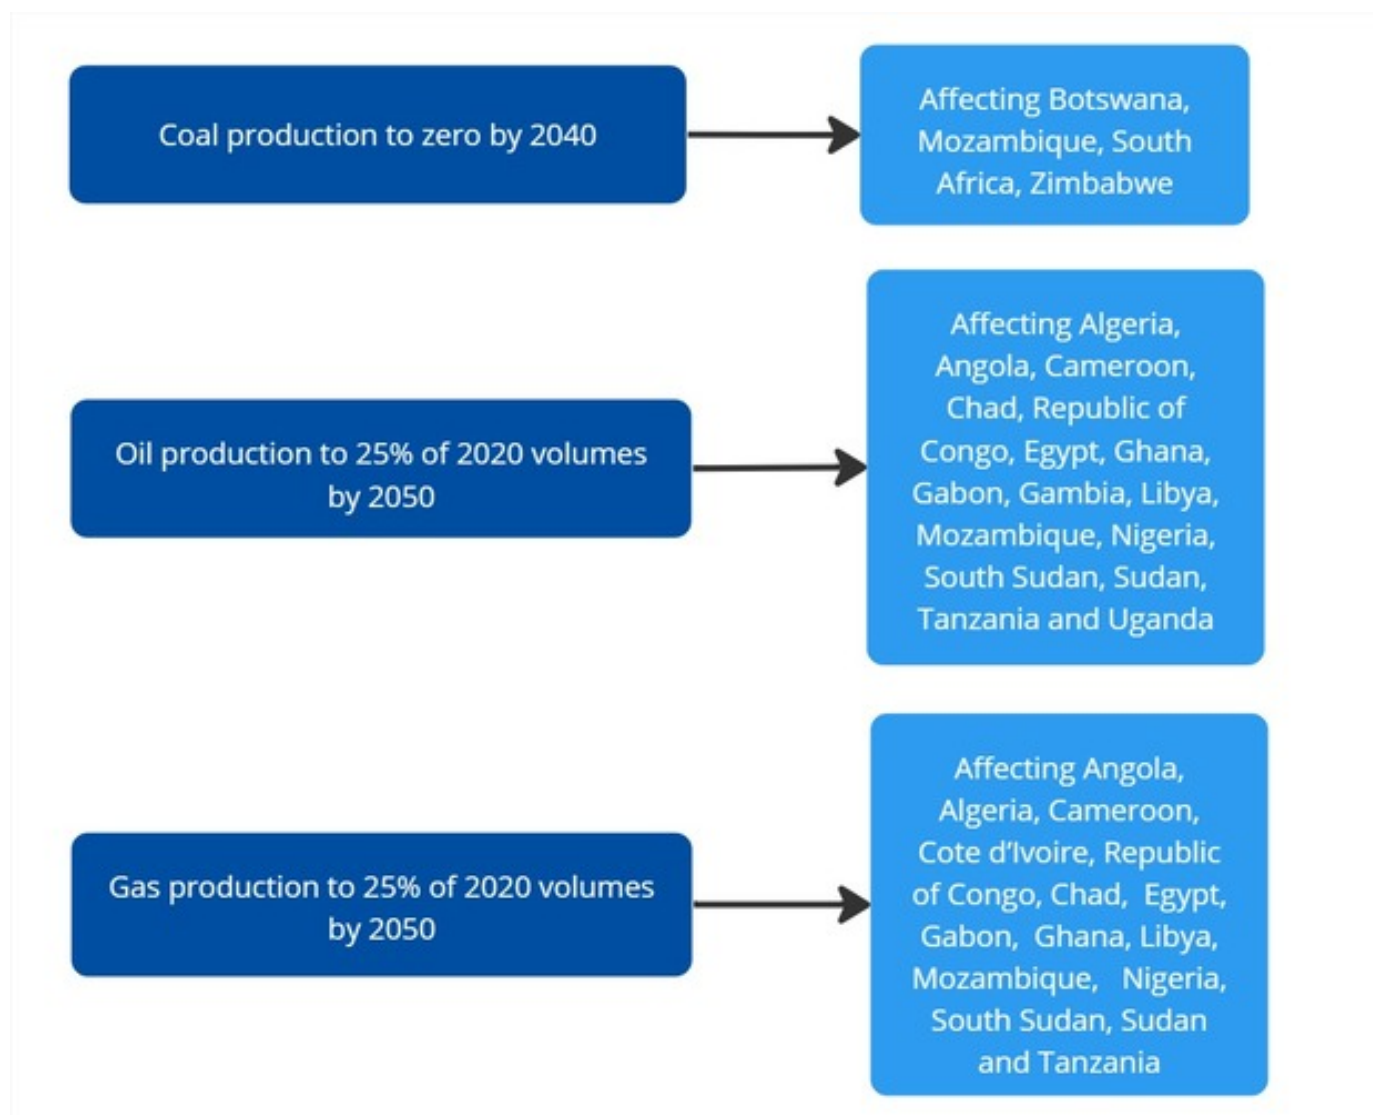 Coal production to zero by 2040
Affecting Botswana,
Mozambique, South
Africa, Zimbabwe
Oil production to 25% of 2020 volumes
by 2050
Affecting Algeria,
Angola, Cameroon,
Chad, Republic of
Congo, Egypt, Ghana,
Gabon, Gambia, Libya,
Mozambique, Nigeria,
South Sudan, Sudan,
Tanzania and Uganda
Gas production to 25% of 2020 volumes
by 2050
Affecting Angola,
Algeria, Cameroon,
Cote d’Ivoire, Republic
of Congo, Chad, Egypt,
Gabon, Ghana, Libya,
Mozambique, Nigeria,
South Sudan, Sudan
and Tanzania